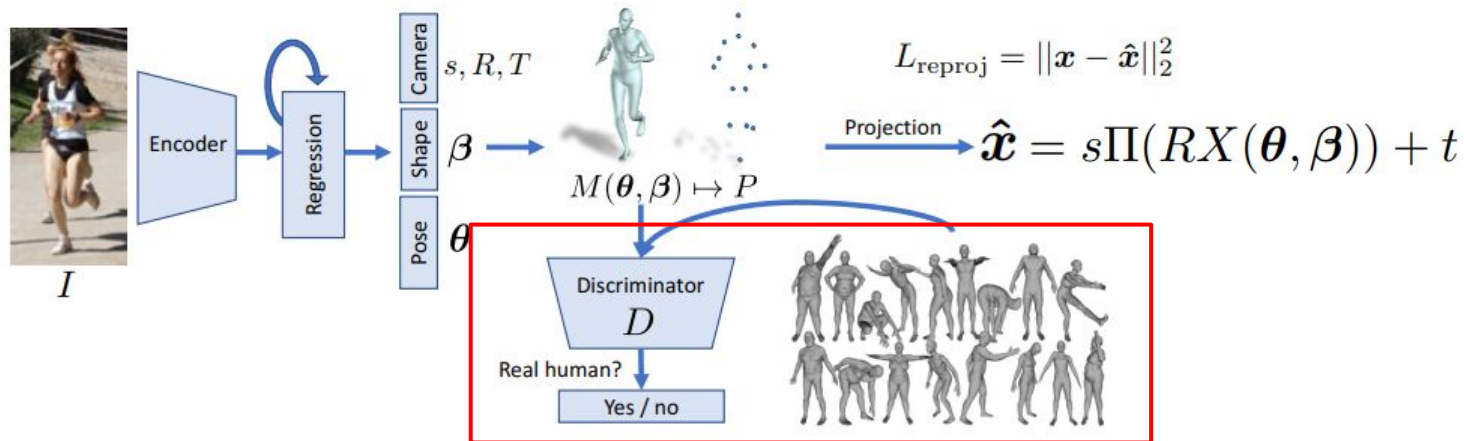 I
Encoder
Regression
Camera
Shape
Pose
s, R, T
β
θ
M(θ, β) ↦ P
L_reproj = ||x − x̂||₂²
Projection
x̂ = sΠ(RX(θ, β)) + t
Discriminator
D
Real human?
Yes / no